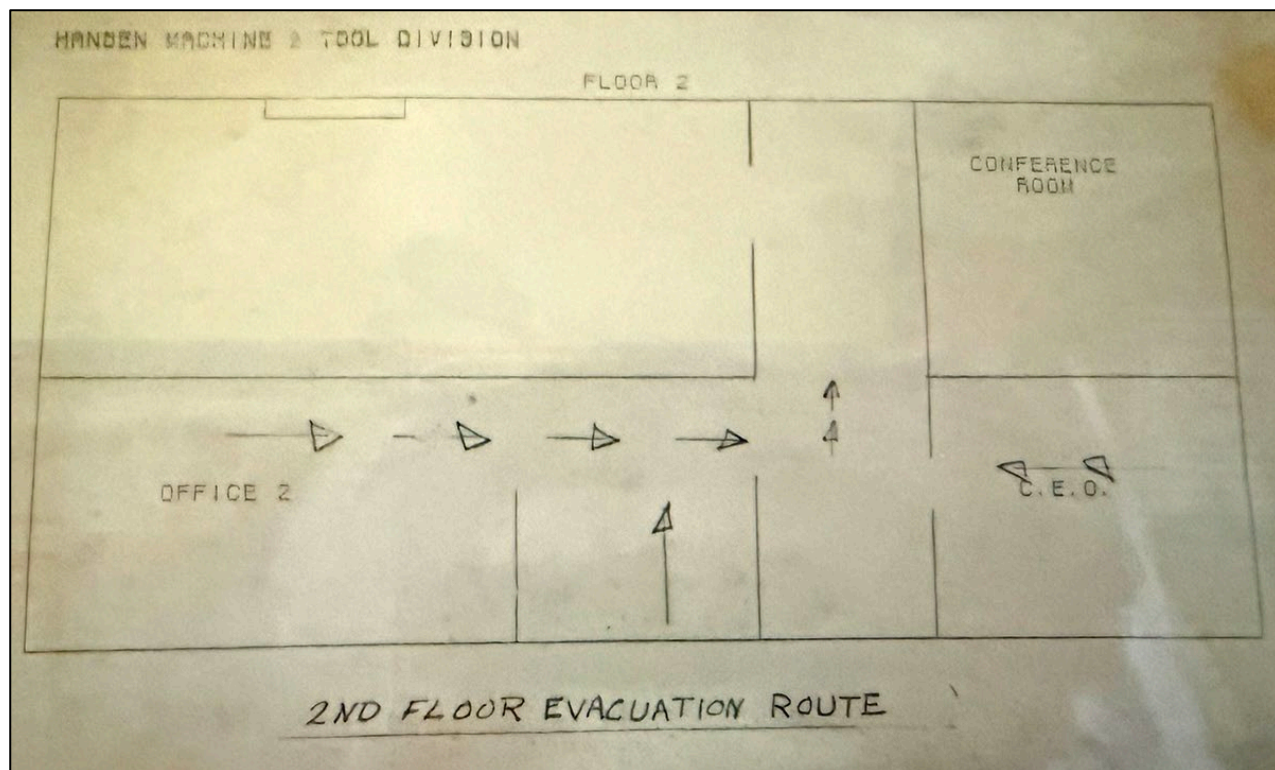 HANSEN MACHINE & TOOL DIVISION
FLOOR 2
CONFERENCE
ROOM
OFFICE 2
C.E.O.
2ND FLOOR EVACUATION ROUTE